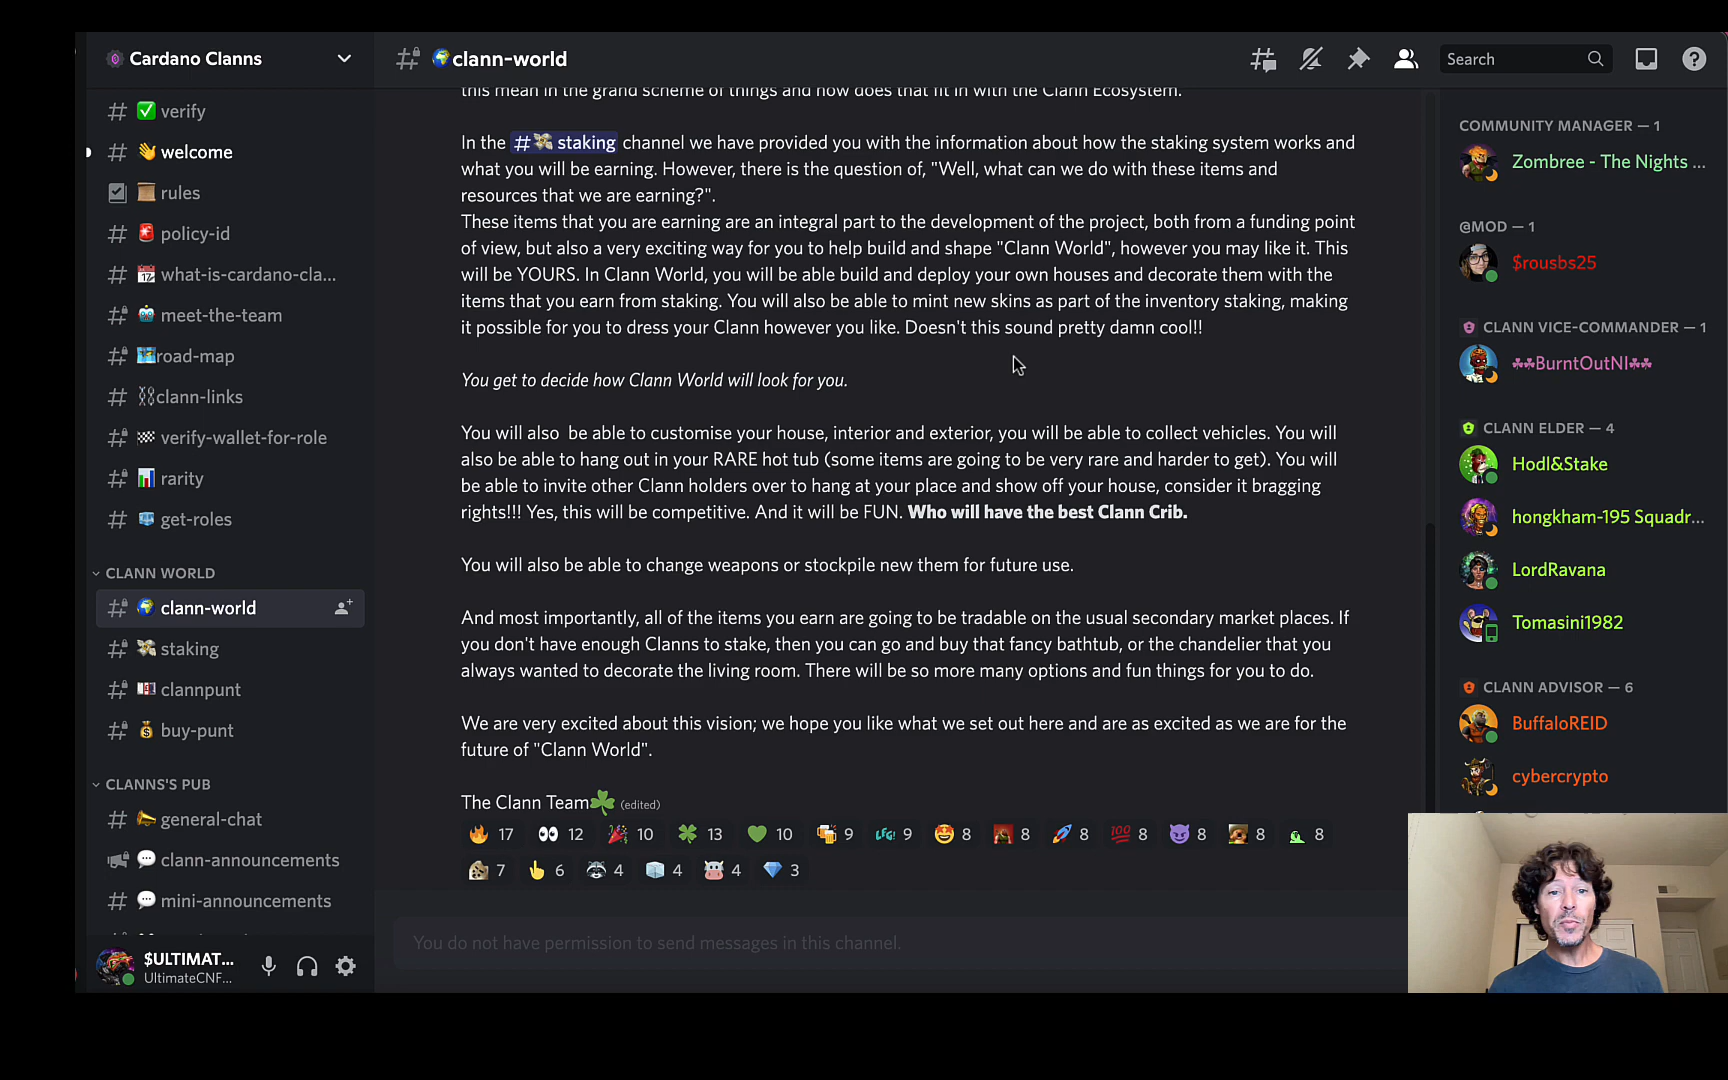 Cardano Clanns
verify
welcome
rules
policy-id
what-is-cardano-cla...
meet-the-team
road-map
clann-links
verify-wallet-for-role
rarity
get-roles
CLANN WORLD
clann-world
staking
clannpunt
buy-punt
CLANNS'S PUB
general-chat
clann-announcements
mini-announcements
$ULTIMAT...
UltimateCNF...
clann-world
Search
this mean in the grand scheme of things and how does that fit in with the Clann Ecosystem.
In the #💸 staking channel we have provided you with the information about how the staking system works and
what you will be earning. However, there is the question of, "Well, what can we do with these items and
resources that we are earning?".
These items that you are earning are an integral part to the development of the project, both from a funding point
of view, but also a very exciting way for you to help build and shape "Clann World", however you may like it. This
will be YOURS. In Clann World, you will be able build and deploy your own houses and decorate them with the
items that you earn from staking. You will also be able to mint new skins as part of the inventory staking, making
it possible for you to dress your Clann however you like. Doesn't this sound pretty damn cool!!
You get to decide how Clann World will look for you.
You will also be able to customise your house, interior and exterior, you will be able to collect vehicles. You will
also be able to hang out in your RARE hot tub (some items are going to be very rare and harder to get). You will
be able to invite other Clann holders over to hang at your place and show off your house, consider it bragging
rights!!! Yes, this will be competitive. And it will be FUN. Who will have the best Clann Crib.
You will also be able to change weapons or stockpile new them for future use.
And most importantly, all of the items you earn are going to be tradable on the usual secondary market places. If
you don't have enough Clanns to stake, then you can go and buy that fancy bathtub, or the chandelier that you
always wanted to decorate the living room. There will be so more many options and fun things for you to do.
We are very excited about this vision; we hope you like what we set out here and are as excited as we are for the
future of "Clann World".
The Clann Team☘️ (edited)
17 12 10 13 10 9 LFG! 9 8 8 8 100 8 8 8 8
7 6 4 4 4 3
You do not have permission to send messages in this channel.
COMMUNITY MANAGER — 1
Zombree - The Nights ...
@MOD — 1
$rousbs25
CLANN VICE-COMMANDER — 1
☘☘BurntOutNI☘☘
CLANN ELDER — 4
Hodl&Stake
hongkham-195 Squadr...
LordRavana
Tomasini1982
CLANN ADVISOR — 6
BuffaloREID
cybercrypto